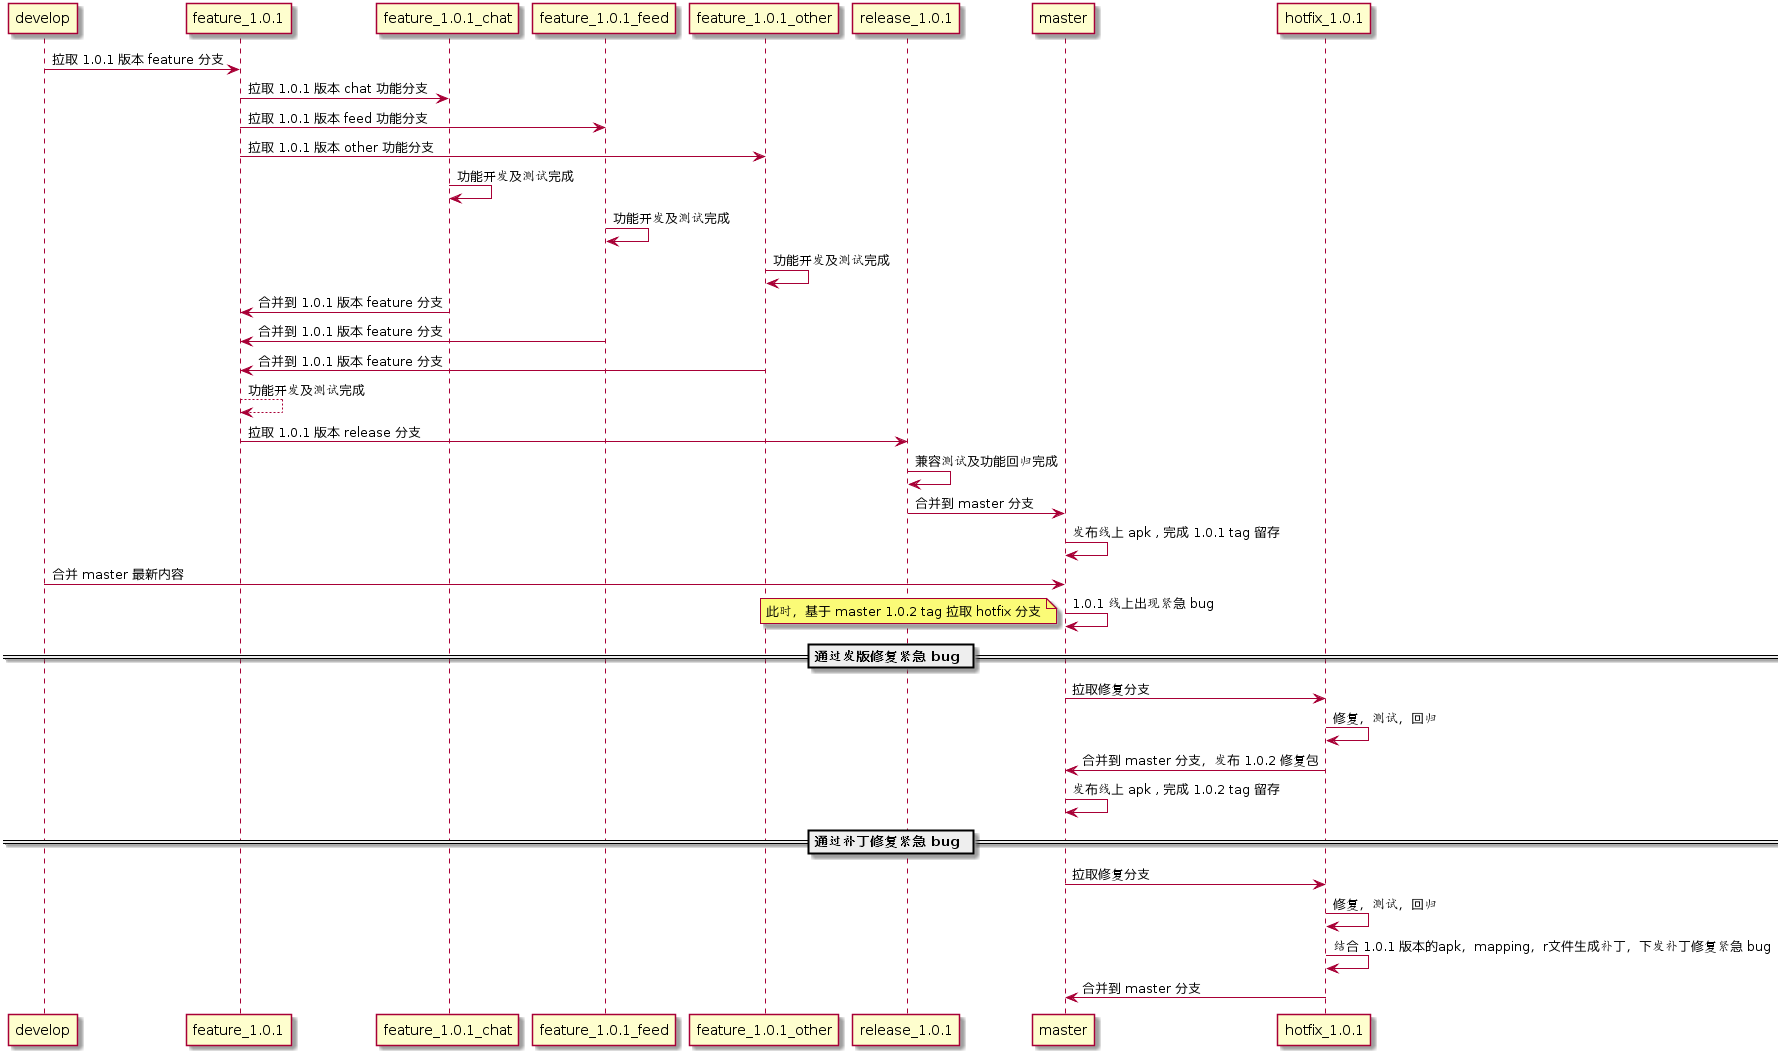 develop feature_1.0.1 feature_1.0.1_chat feature_1.0.1_feed feature_1.0.1_other release_1.0.1 master hotfix_1.0.1
拉取 1.0.1 版本 feature 分支
拉取 1.0.1 版本 chat 功能分支
拉取 1.0.1 版本 feed 功能分支
拉取 1.0.1 版本 other 功能分支
功能开发及测试完成
功能开发及测试完成
功能开发及测试完成
合并到 1.0.1 版本 feature 分支
合并到 1.0.1 版本 feature 分支
合并到 1.0.1 版本 feature 分支
功能开发及测试完成
拉取 1.0.1 版本 release 分支
兼容测试及功能回归完成
合并到 master 分支
发布线上 apk , 完成 1.0.1 tag 留存
合并 master 最新内容
1.0.1 线上出现紧急 bug
此时，基于 master 1.0.2 tag 拉取 hotfix 分支
通过发版修复紧急 bug
拉取修复分支
修复，测试，回归
合并到 master 分支，发布 1.0.2 修复包
发布线上 apk , 完成 1.0.2 tag 留存
通过补丁修复紧急 bug
拉取修复分支
修复，测试，回归
结合 1.0.1 版本的apk，mapping，r文件生成补丁，下发补丁修复紧急 bug
合并到 master 分支
develop feature_1.0.1 feature_1.0.1_chat feature_1.0.1_feed feature_1.0.1_other release_1.0.1 master hotfix_1.0.1